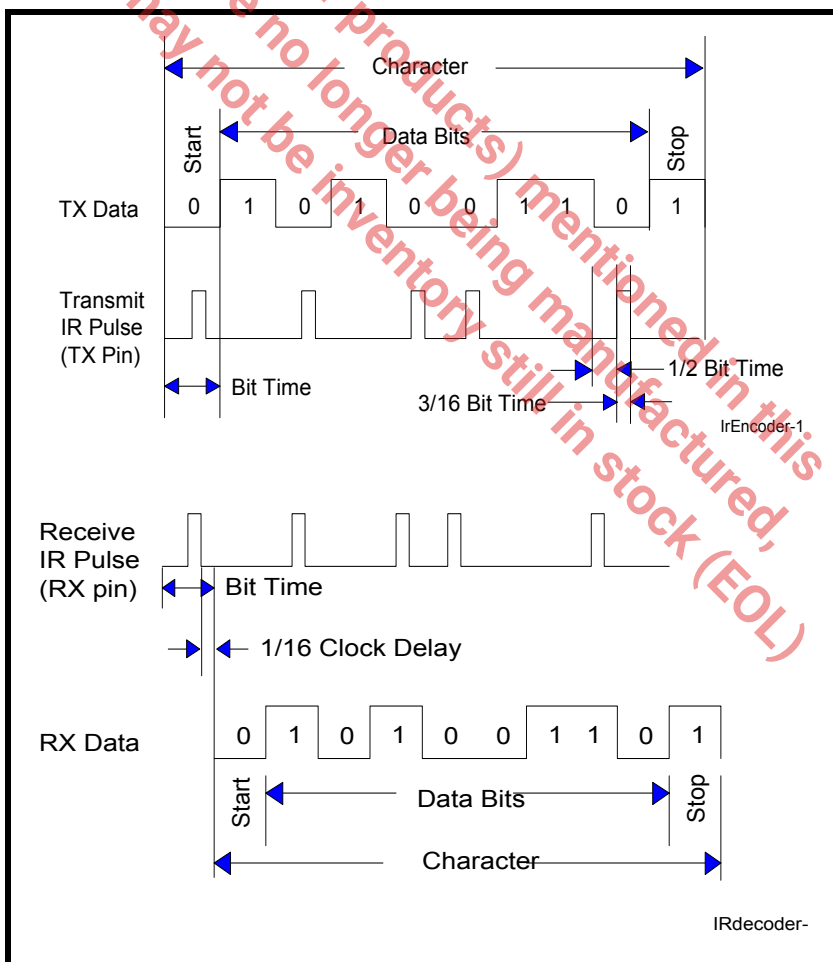 r products) mentioned in this
e no longer being manufactured,
may not be inventory still in stock (EOL)
Character
Start
Data Bits
Stop
TX Data
0 1 0 1 0 0 1 1 0 1
Transmit
IR Pulse
(TX Pin)
Bit Time
1/2 Bit Time
3/16 Bit Time
IrEncoder-1
Receive
IR Pulse
(RX pin)
Bit Time
1/16 Clock Delay
RX Data
0 1 0 1 0 0 1 1 0 1
Start
Data Bits
Stop
Character
IRdecoder-